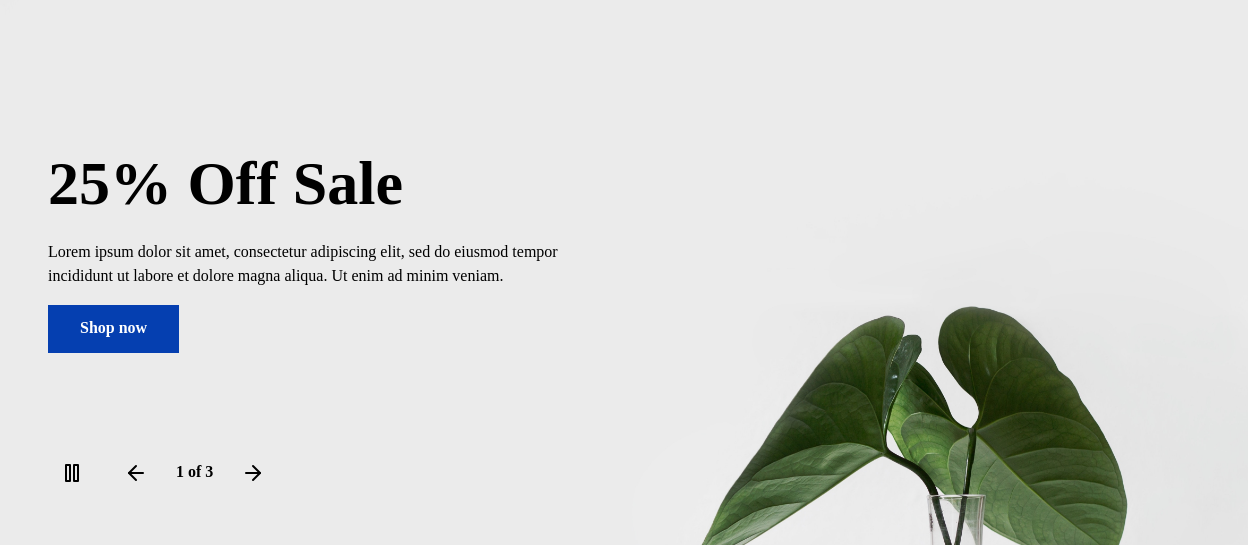 25% Off Sale
Lorem ipsum dolor sit amet, consectetur adipiscing elit, sed do eiusmod tempor
incididunt ut labore et dolore magna aliqua. Ut enim ad minim veniam.
Shop now
1 of 3